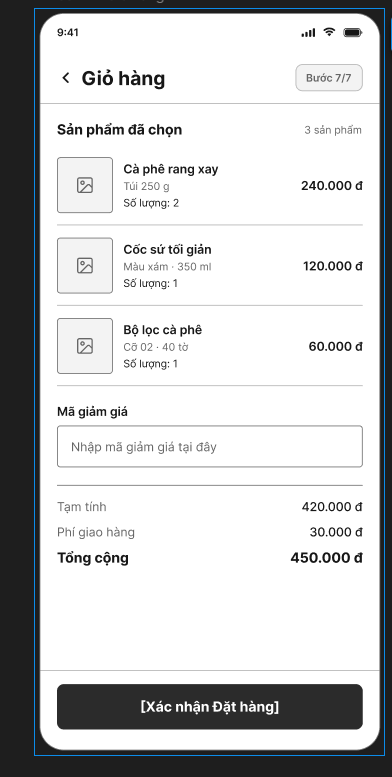 9:41
Giỏ hàng
Bước 7/7
Sản phẩm đã chọn
3 sản phẩm
Cà phê rang xay
Túi 250 g
Số lượng: 2
240.000 đ
Cốc sứ tối giản
Màu xám · 350 ml
Số lượng: 1
120.000 đ
Bộ lọc cà phê
Cỡ 02 · 40 tờ
Số lượng: 1
60.000 đ
Mã giảm giá
Nhập mã giảm giá tại đây
Tạm tính 420.000 đ
Phí giao hàng 30.000 đ
Tổng cộng 450.000 đ
[Xác nhận Đặt hàng]